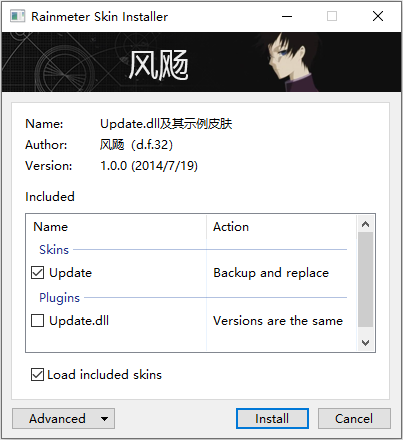 Rainmeter Skin Installer
风飏
Name: Update.dll及其示例皮肤
Author: 风飏（d.f.32）
Version: 1.0.0 (2014/7/19)
Included
Name Action
Skins
Update Backup and replace
Plugins
Update.dll Versions are the same
Load included skins
Advanced Install Cancel